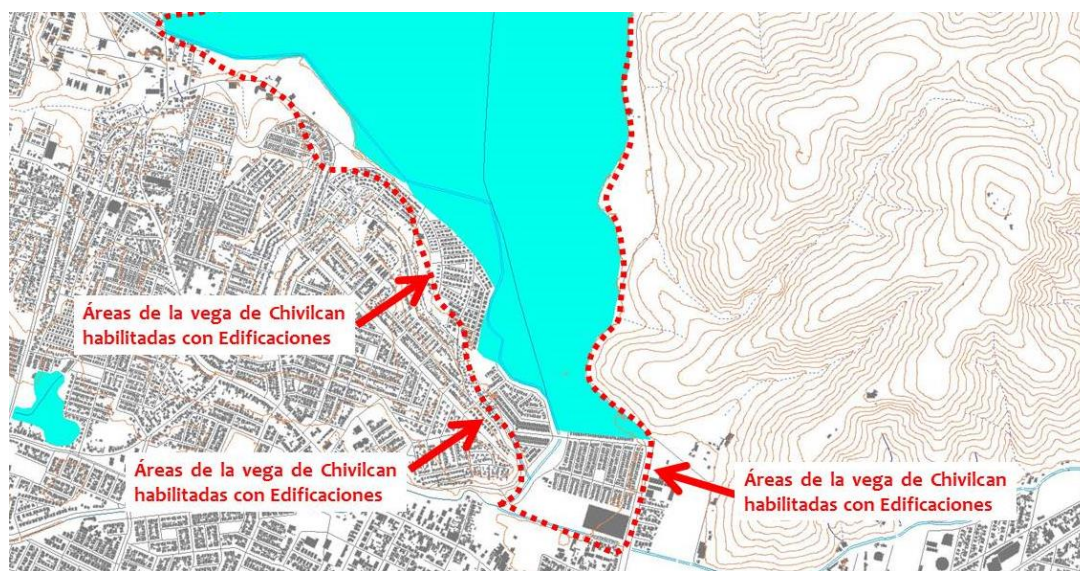 Áreas de la vega de Chivilcan
habilitadas con Edificaciones
Áreas de la vega de Chivilcan
habilitadas con Edificaciones
Áreas de la vega de Chivilcan
habilitadas con Edificaciones